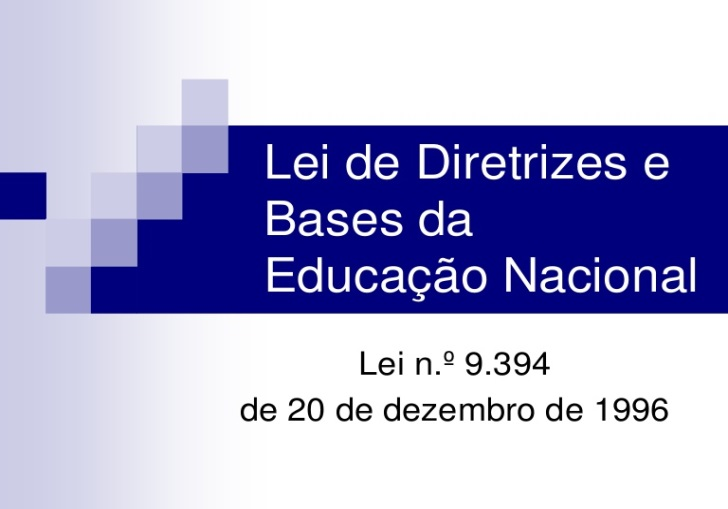 Lei de Diretrizes e
Bases da
Educação Nacional
Lei n.º 9.394
de 20 de dezembro de 1996